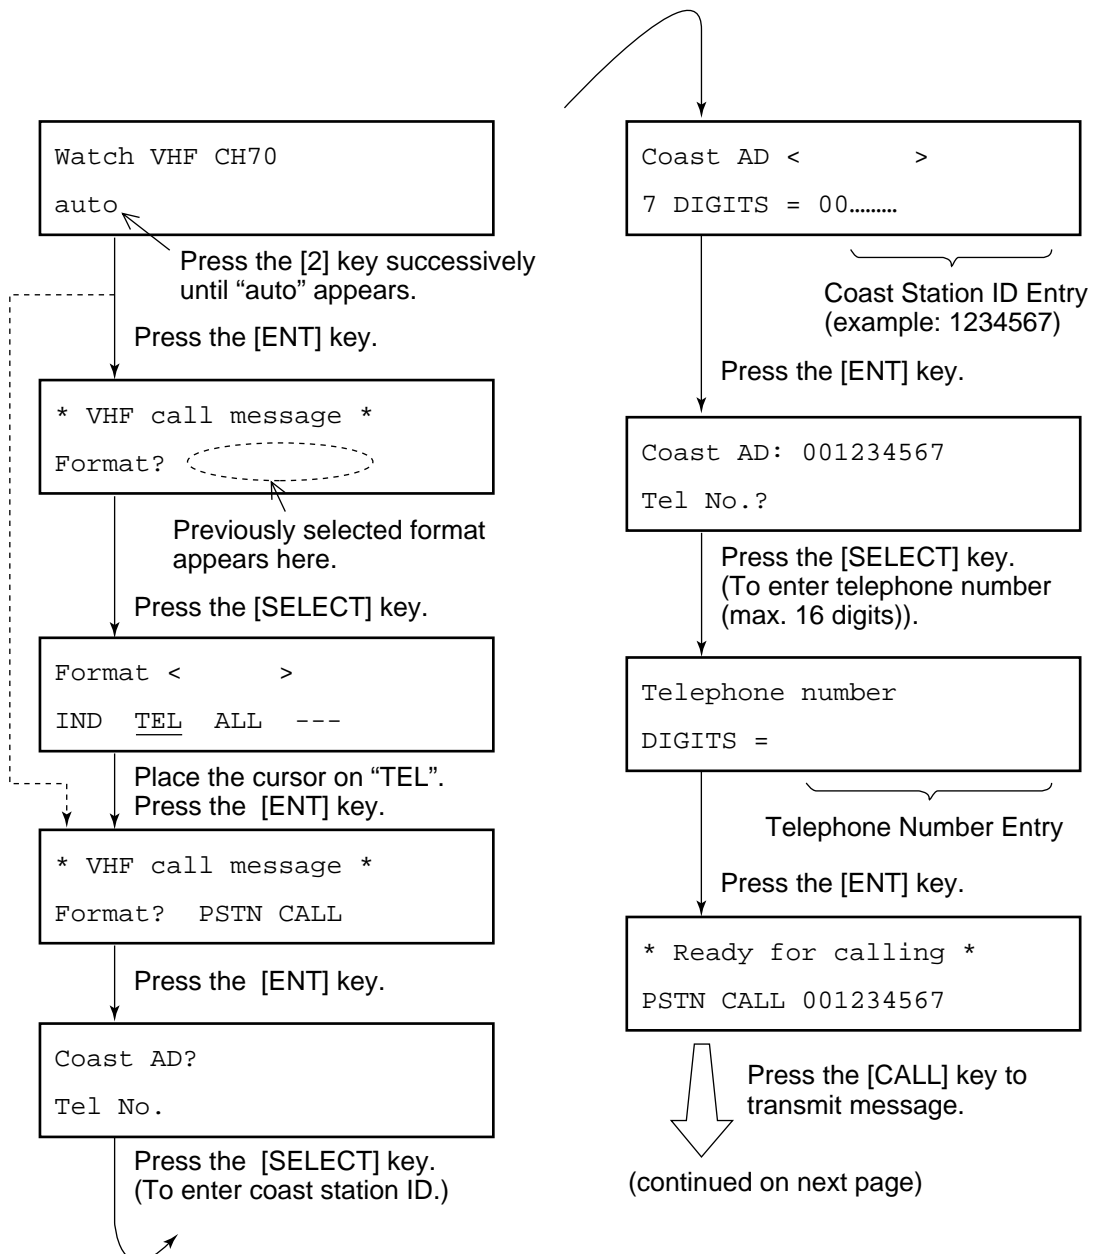 Watch VHF CH70
auto
Press the [2] key successively
until “auto” appears.
Press the [ENT] key.
* VHF call message *
Format?
Previously selected format
appears here.
Press the [SELECT] key.
Format < >
IND TEL ALL ---
Place the cursor on “TEL”.
Press the [ENT] key.
* VHF call message *
Format? PSTN CALL
Press the [ENT] key.
Coast AD?
Tel No.
Press the [SELECT] key.
(To enter coast station ID.)
Coast AD < >
7 DIGITS = 00.........
Coast Station ID Entry
(example: 1234567)
Press the [ENT] key.
Coast AD: 001234567
Tel No.?
Press the [SELECT] key.
(To enter telephone number
(max. 16 digits)).
Telephone number
DIGITS =
Telephone Number Entry
Press the [ENT] key.
* Ready for calling *
PSTN CALL 001234567
Press the [CALL] key to
transmit message.
(continued on next page)